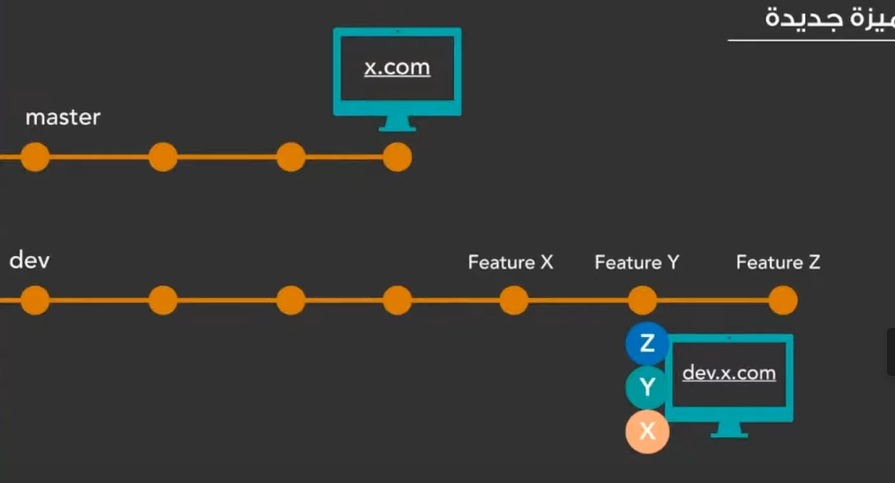 ميزة جديدة
x.com
master
dev
Feature X
Feature Y
Feature Z
Z
dev.x.com
Y
X